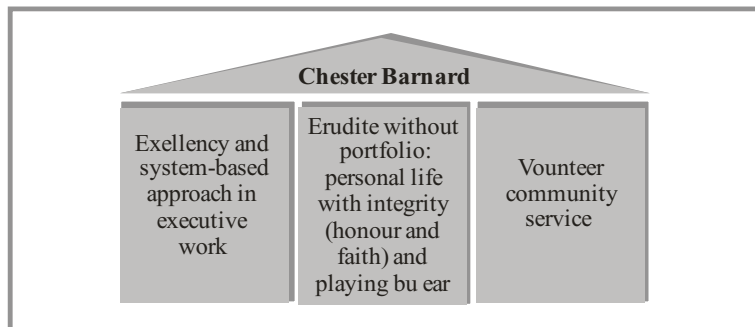 Chester Barnard
Exellency and
system-based
approach in
executive
work
Erudite without
portfolio:
personal life
with integrity
(honour and
faith) and
playing bu ear
Vounteer
community
service